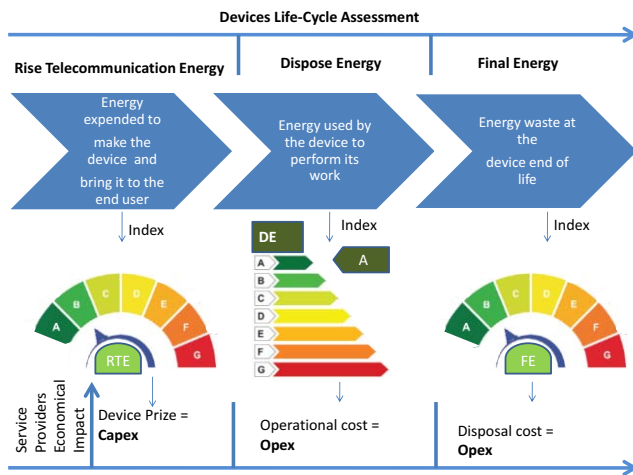 Devices Life-Cycle Assessment
Rise Telecommunication Energy
Dispose Energy
Final Energy
Energy
expended to
make the
device and
bring it to the
end user
Energy used by
the device to
perform its
work
Energy waste at
the
device end of
life
Index
Index
Index
DE
A
A
B
C
D
E
F
G
A
B
C
D
E
F
G
RTE
A
B
C
D
E
F
G
FE
Service
Providers
Economical
Impact
Device Prize =
Capex
Operational cost =
Opex
Disposal cost =
Opex